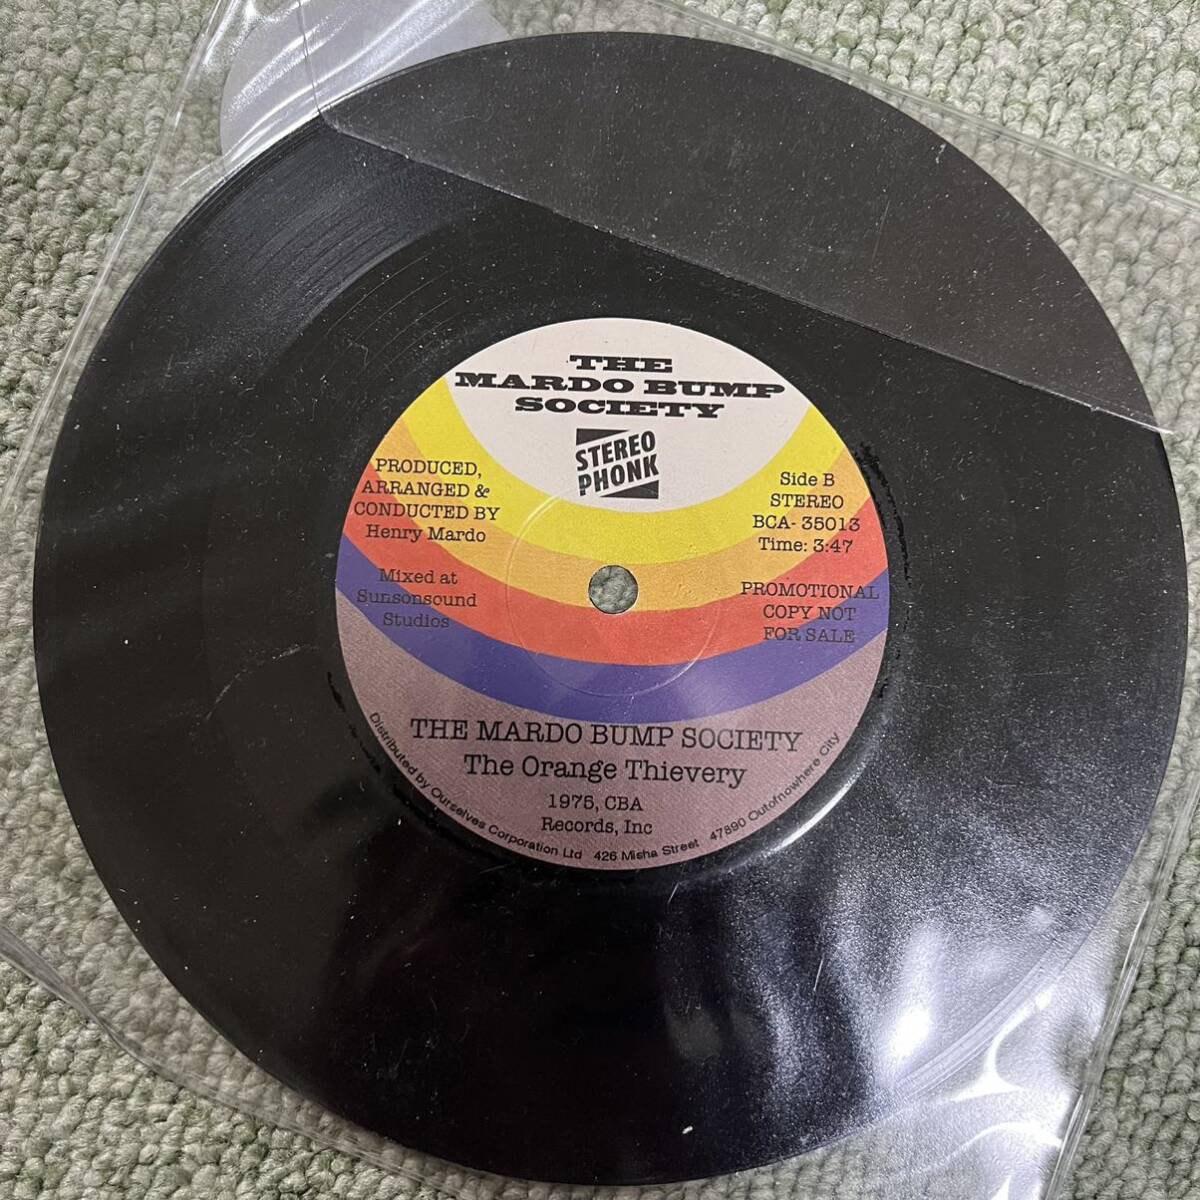 THE
MARDO BUMP
SOCIETY
STEREO
PHONK
PRODUCED,
ARRANGED &
CONDUCTED BY
Henry Mardo
Mixed at
Sunsonsound
Studios
Side B
STEREO
BCA- 35013
Time: 3:47
PROMOTIONAL
COPY NOT
FOR SALE
THE MARDO BUMP SOCIETY
The Orange Thievery
1975, CBA
Records, Inc
Distributed by Ourselves Corporation Ltd 426 Misha Street 47890 Outofnowhere City